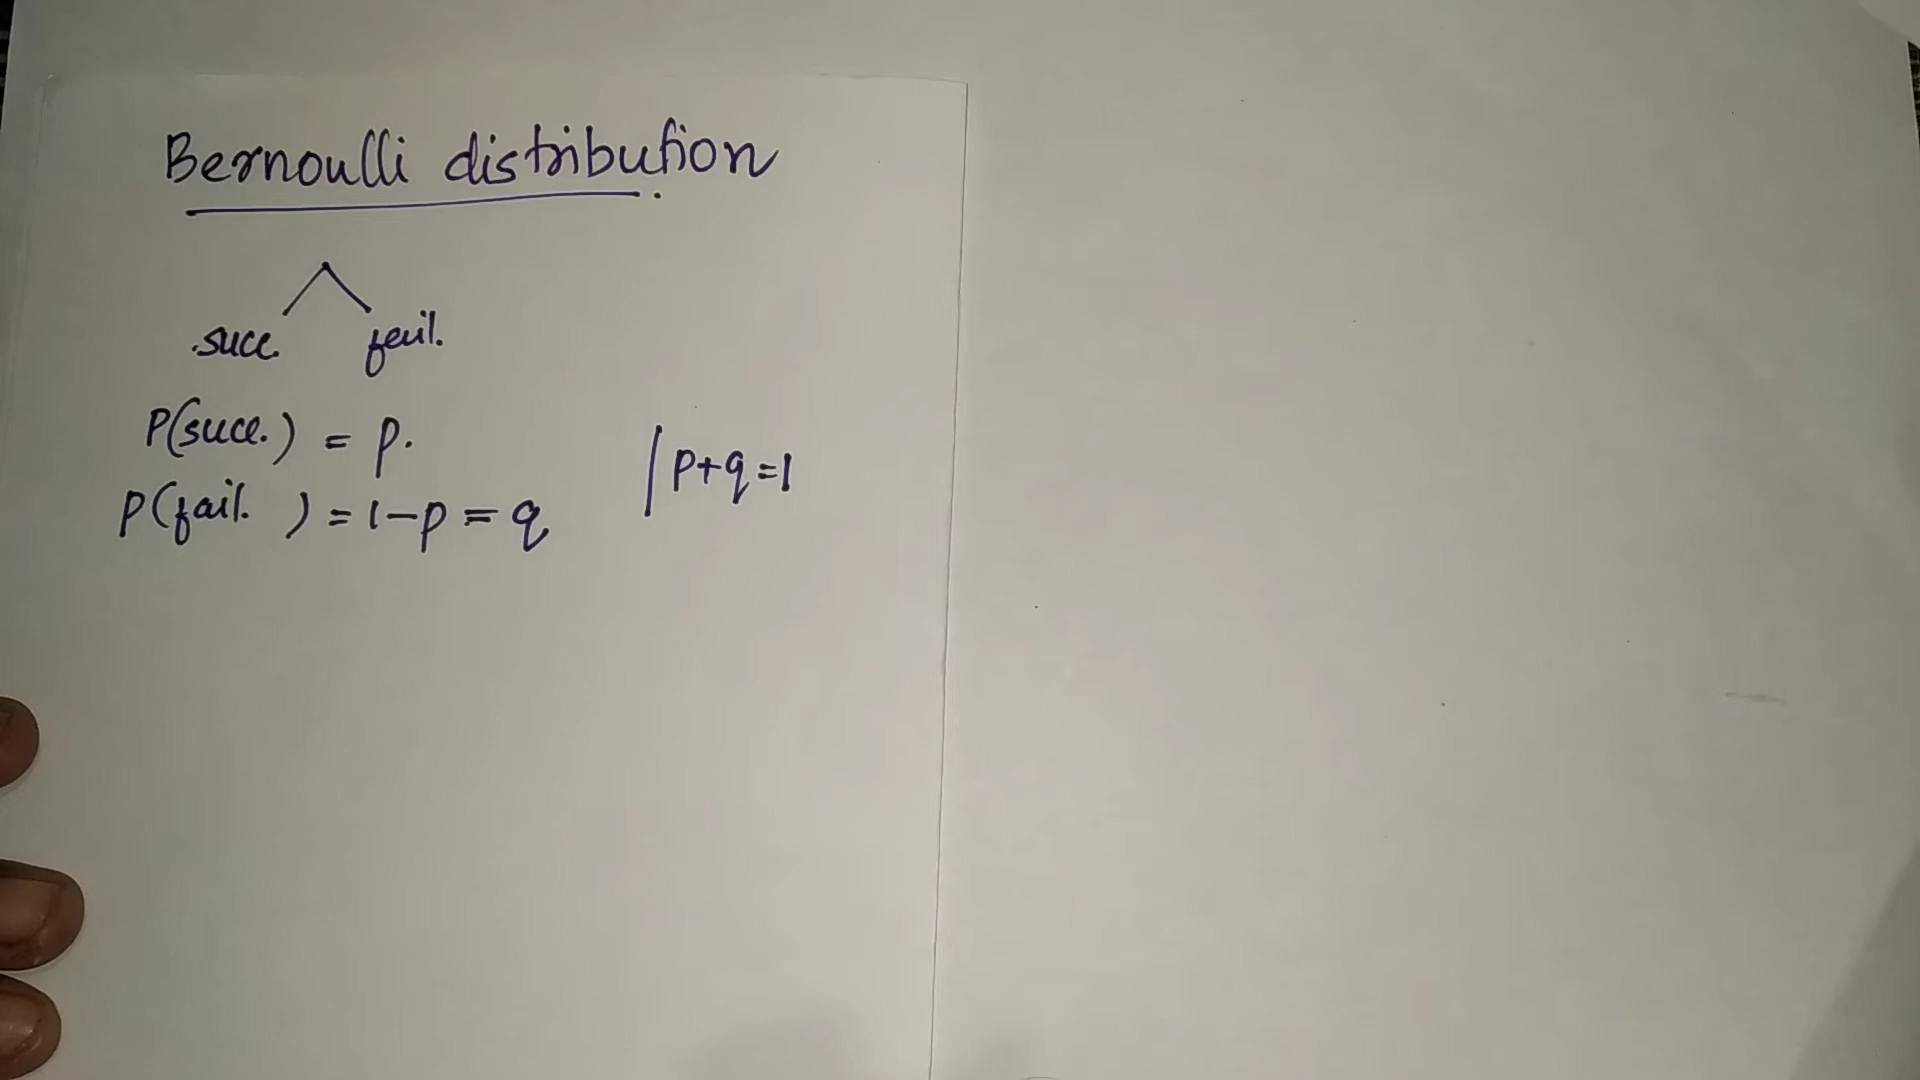 Bernoulli distribution
succ. fail.
P(succ.) = p.
p+q=1
P(fail. ) = 1-p = q